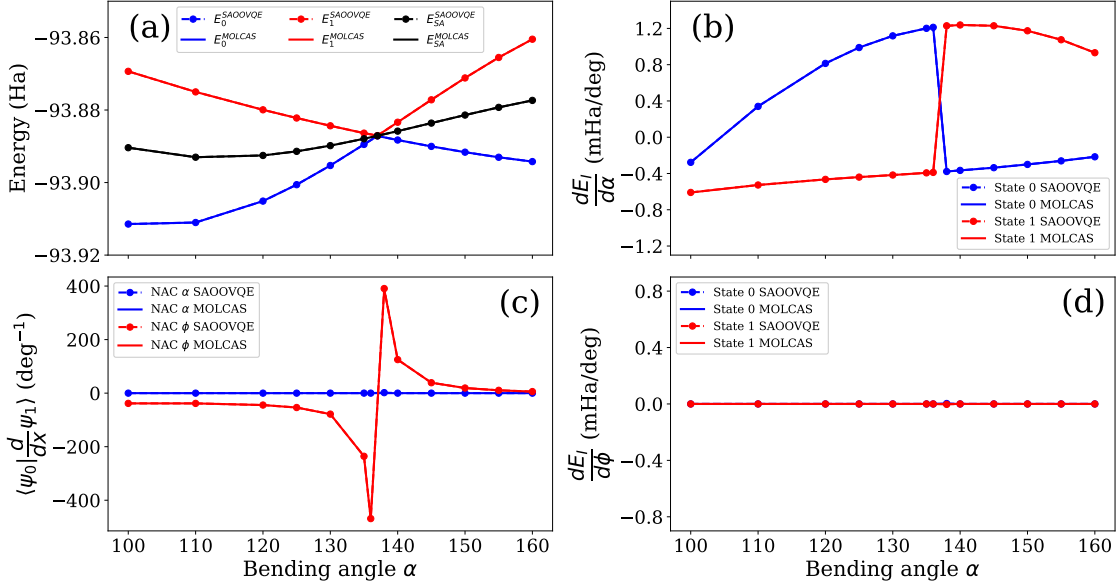 (a)
E_0^{SAOOVQE}
E_1^{SAOOVQE}
E_{SA}^{SAOOVQE}
E_0^{MOLCAS}
E_1^{MOLCAS}
E_{SA}^{MOLCAS}
Energy (Ha)
−93.86
−93.88
−93.90
−93.92
(b)
dE_I/dα (mHa/deg)
1.2
0.8
0.4
0.0
−0.4
−0.8
−1.2
State 0 SAOOVQE
State 0 MOLCAS
State 1 SAOOVQE
State 1 MOLCAS
(c)
NAC α SAOOVQE
NAC α MOLCAS
NAC ϕ SAOOVQE
NAC ϕ MOLCAS
⟨ψ_0|d/dx ψ_1⟩ (deg^{−1})
400
200
0
−200
−400
100 110 120 130 140 150 160
Bending angle α
(d)
State 0 SAOOVQE
State 0 MOLCAS
State 1 SAOOVQE
State 1 MOLCAS
dE_I/dϕ (mHa/deg)
0.8
0.4
0.0
−0.4
−0.8
100 110 120 130 140 150 160
Bending angle α